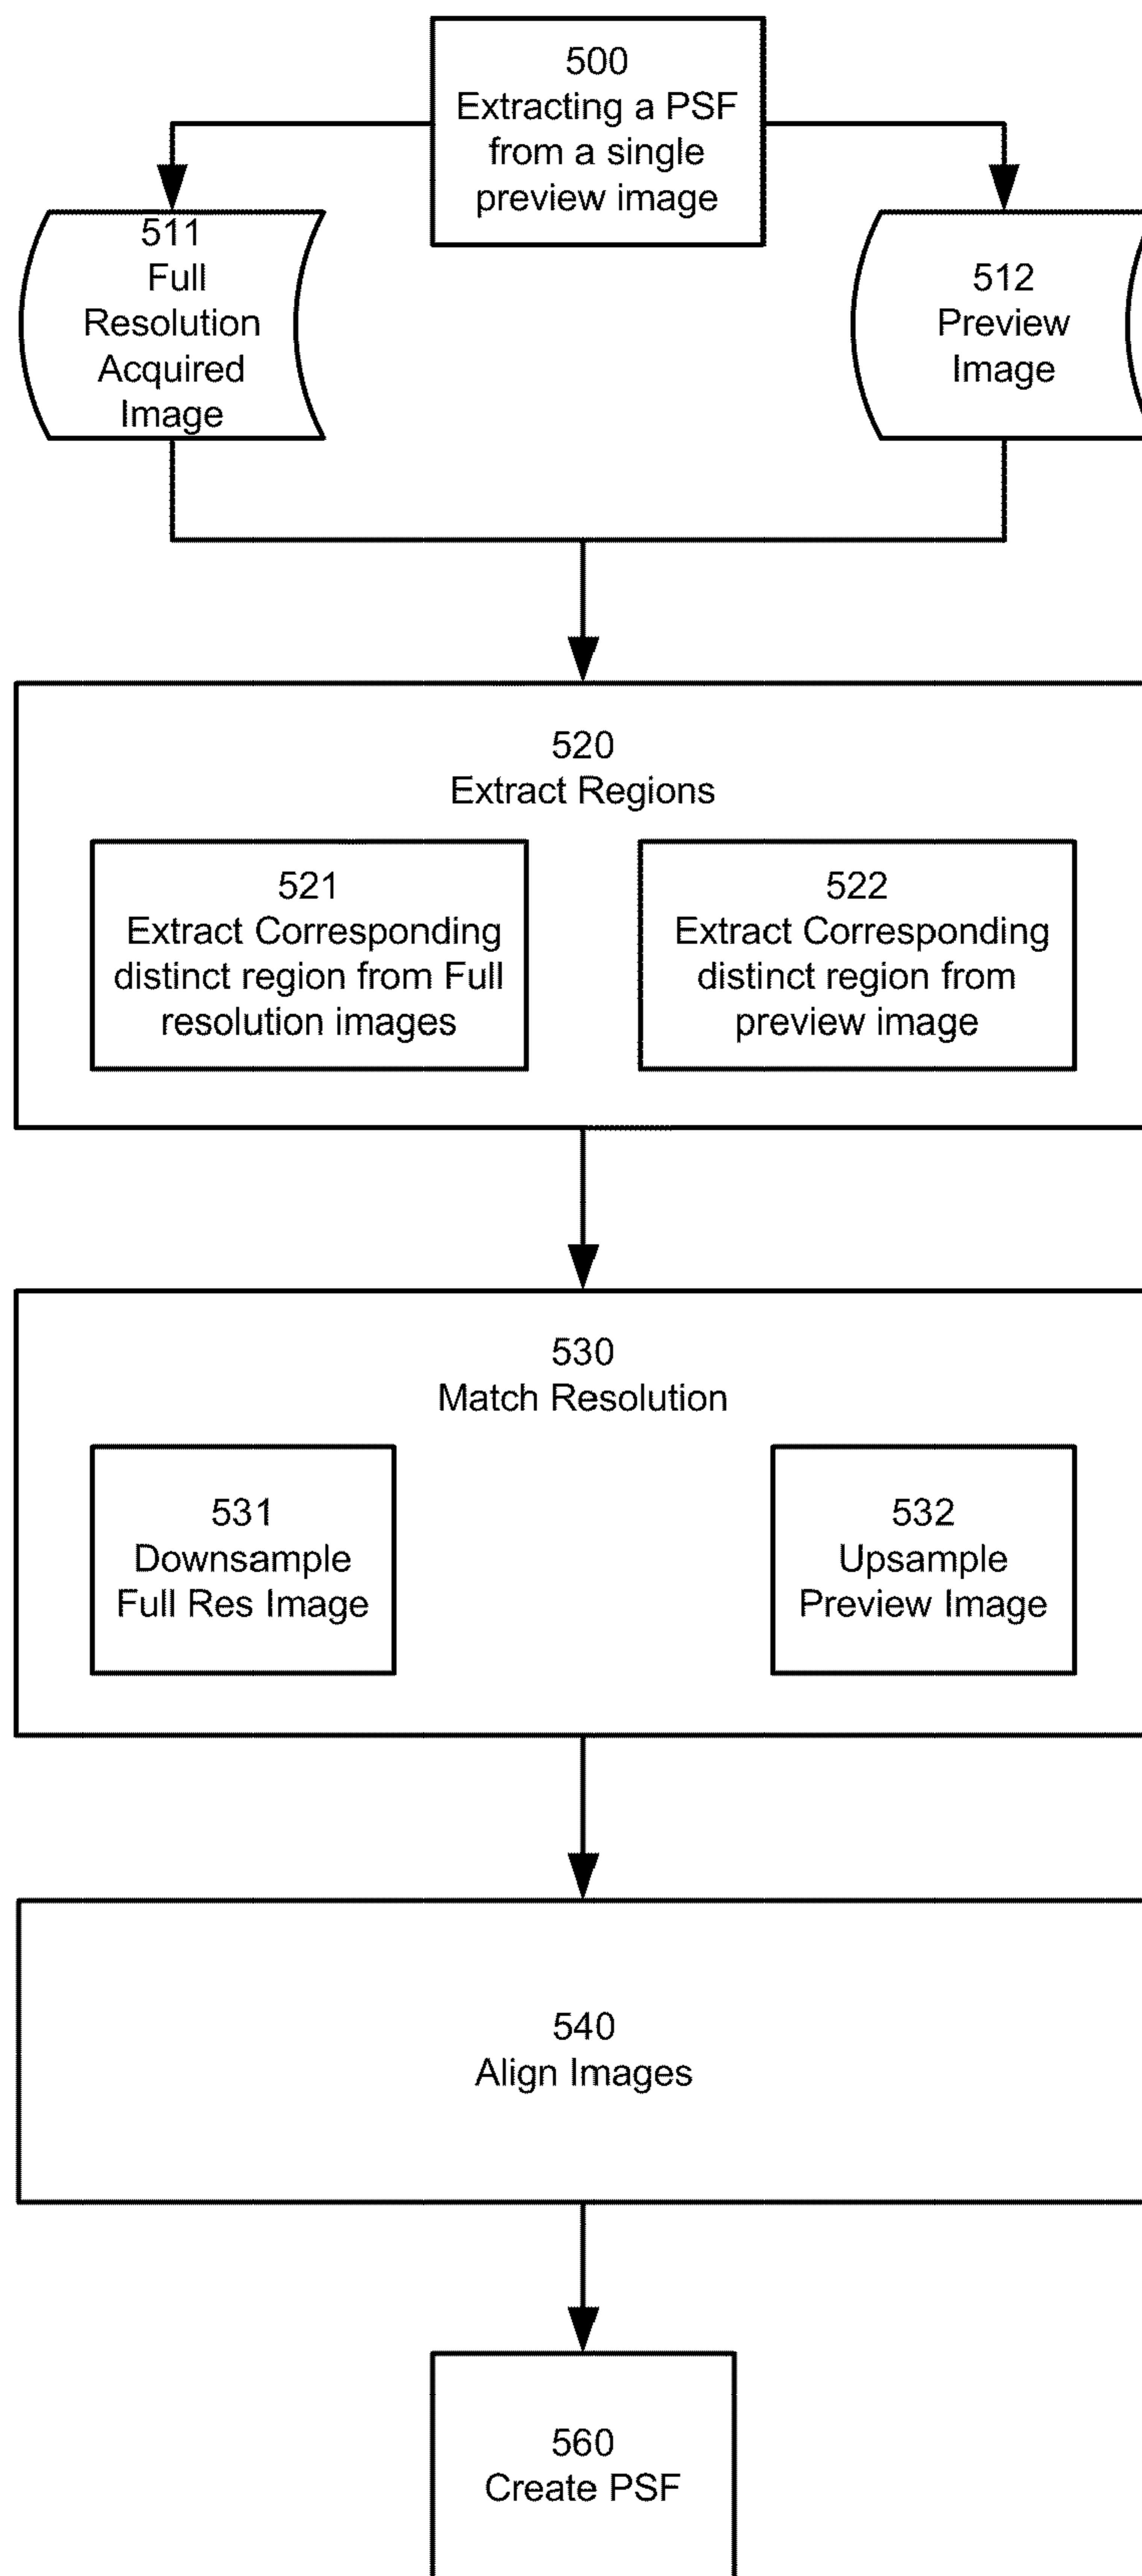 500
Extracting a PSF
from a single
preview image
511
Full
Resolution
Acquired
Image
512
Preview
Image
520
Extract Regions
521
Extract Corresponding
distinct region from Full
resolution images
522
Extract Corresponding
distinct region from
preview image
530
Match Resolution
531
Downsample
Full Res Image
532
Upsample
Preview Image
540
Align Images
560
Create PSF